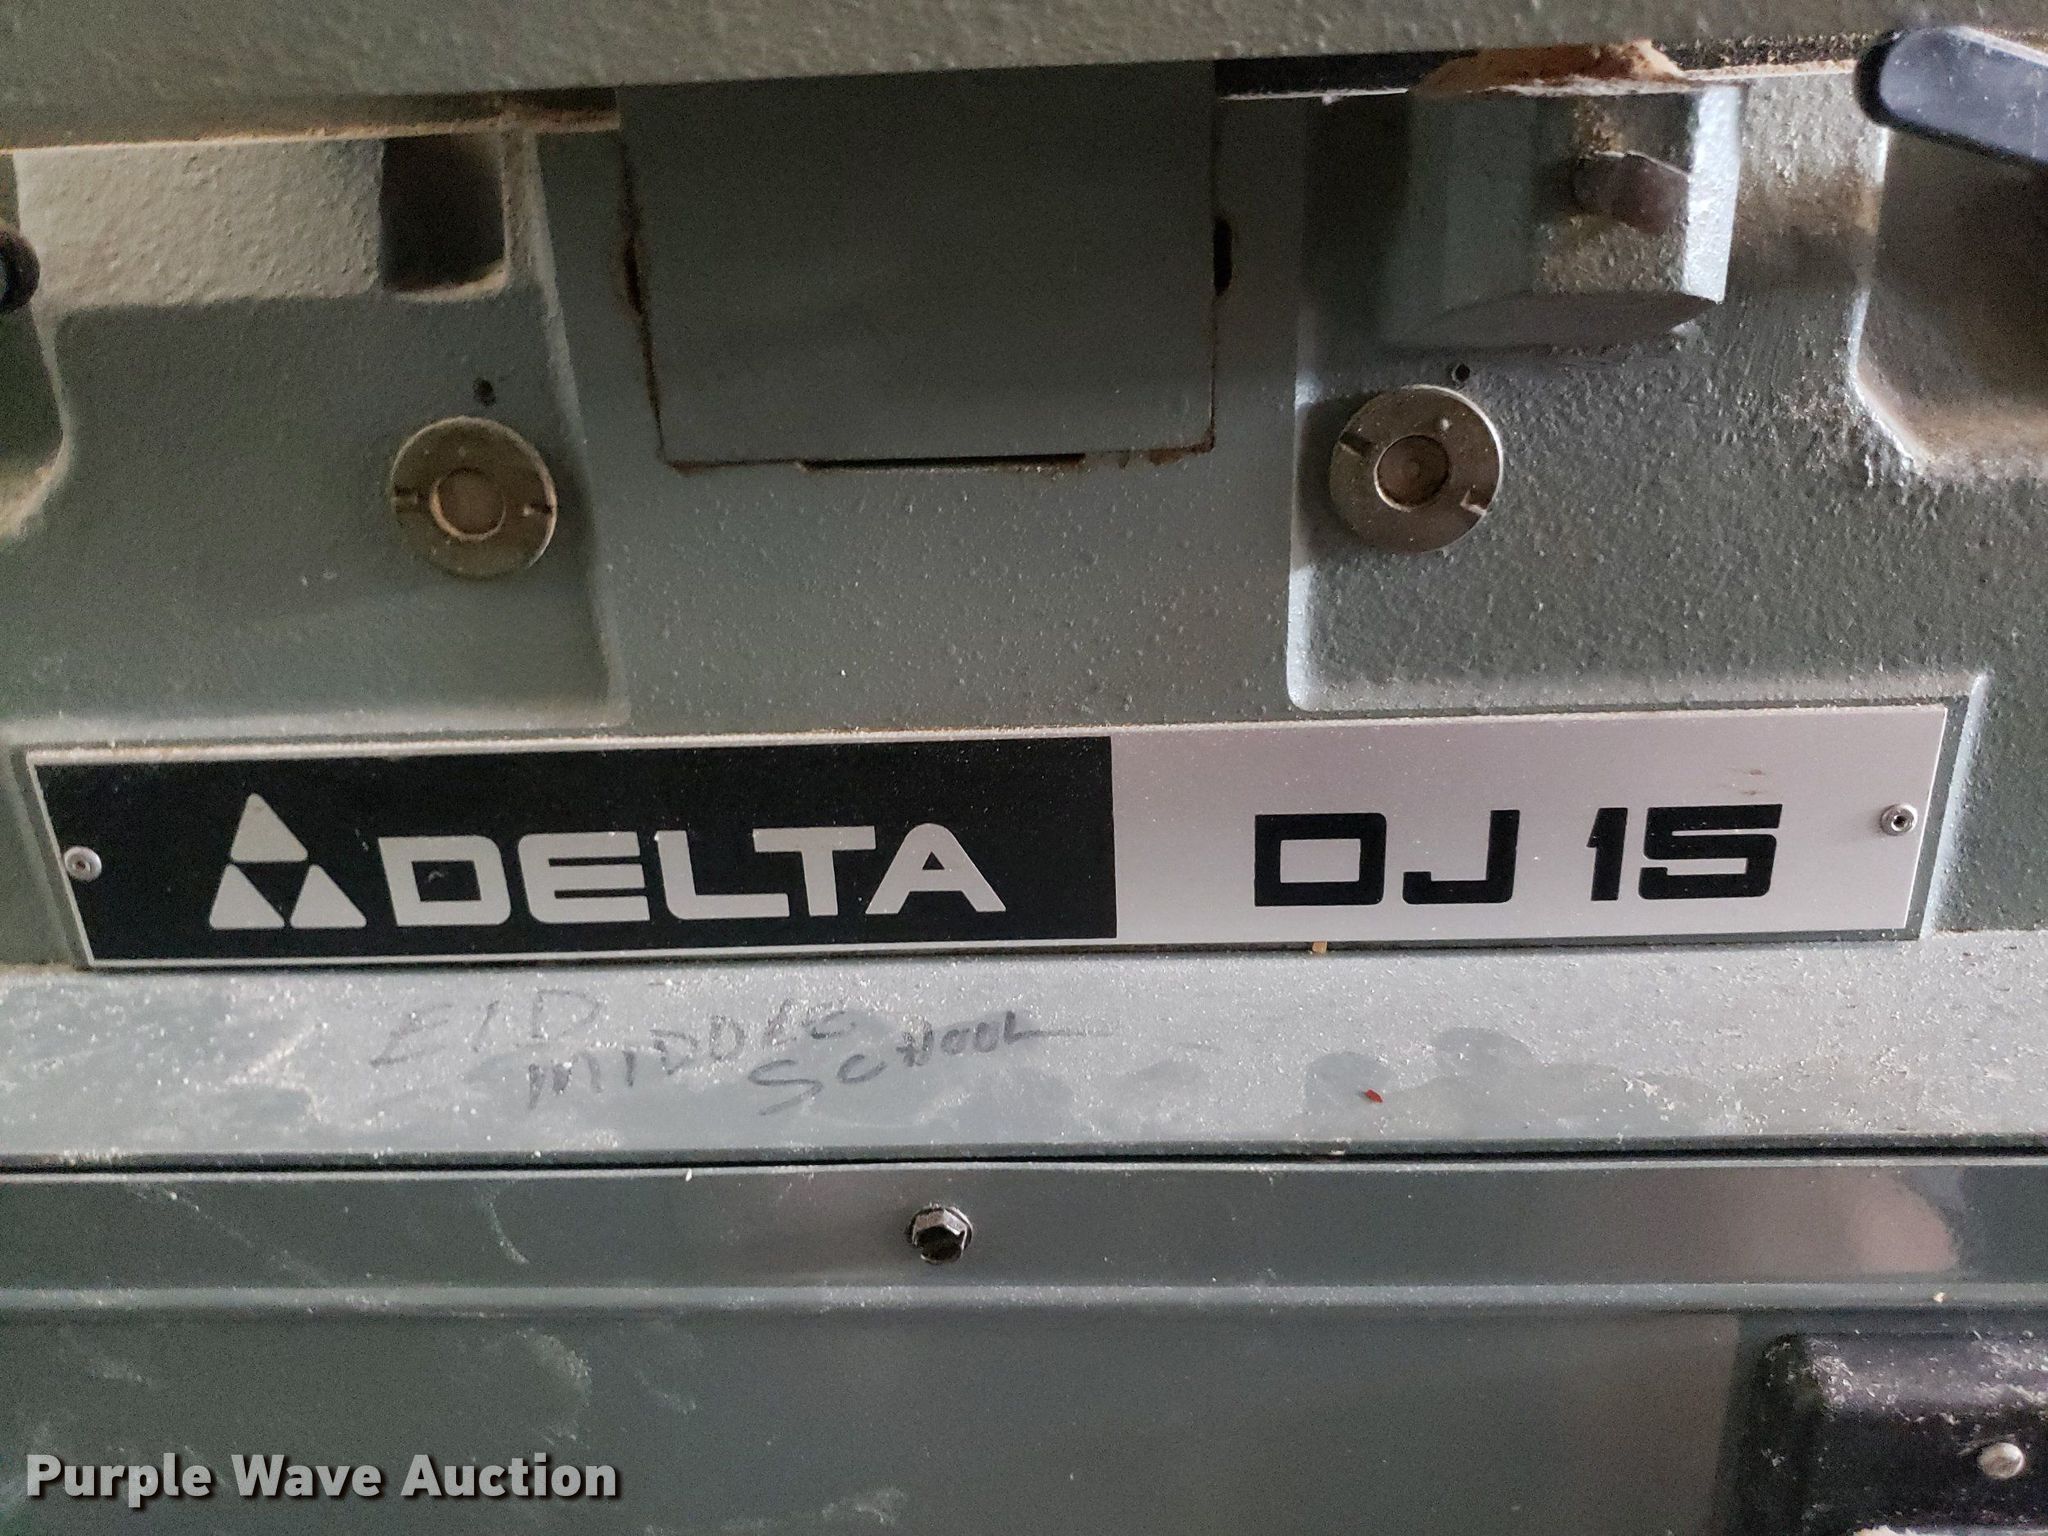 DELTA DJ 15
E/D
MIDDLE
SCHOOL
Purple Wave Auction